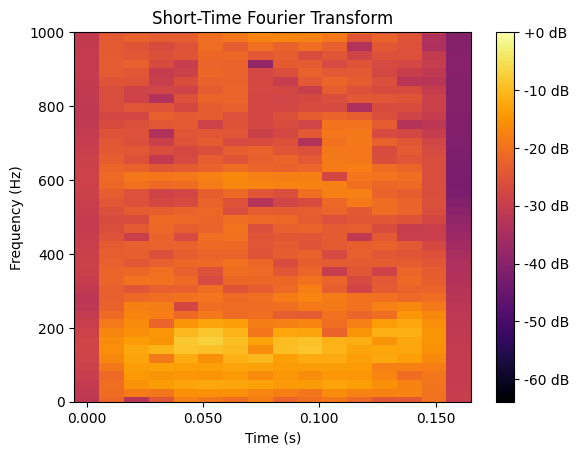 Short-Time Fourier Transform
1000
800
600
400
200
0
Frequency (Hz)
0.000
0.050
0.100
0.150
Time (s)
+0 dB
-10 dB
-20 dB
-30 dB
-40 dB
-50 dB
-60 dB